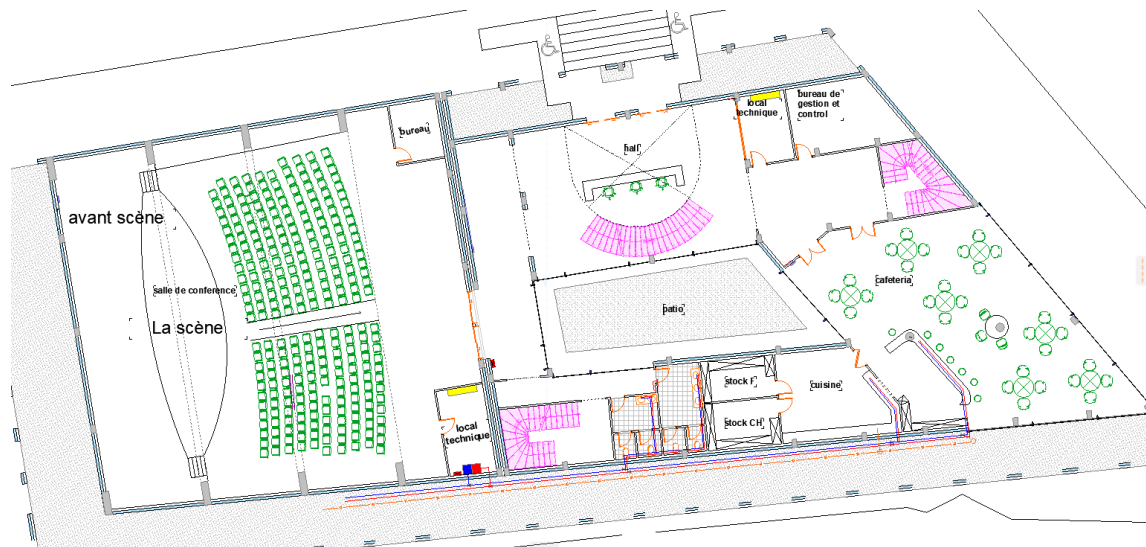 bureau
local
technique
bureau de
gestion et
control
hall
avant scène
salle de conference
La scène
cafeteria
patio
stock F
cuisine
stock CH
local
technique